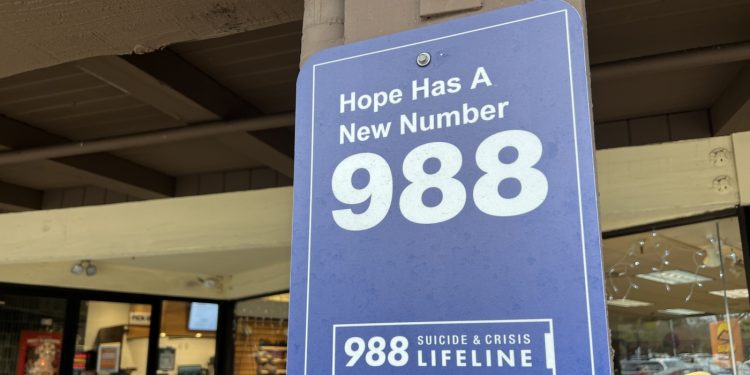 Hope Has A
New Number
988
988 SUICIDE & CRISIS
LIFELINE